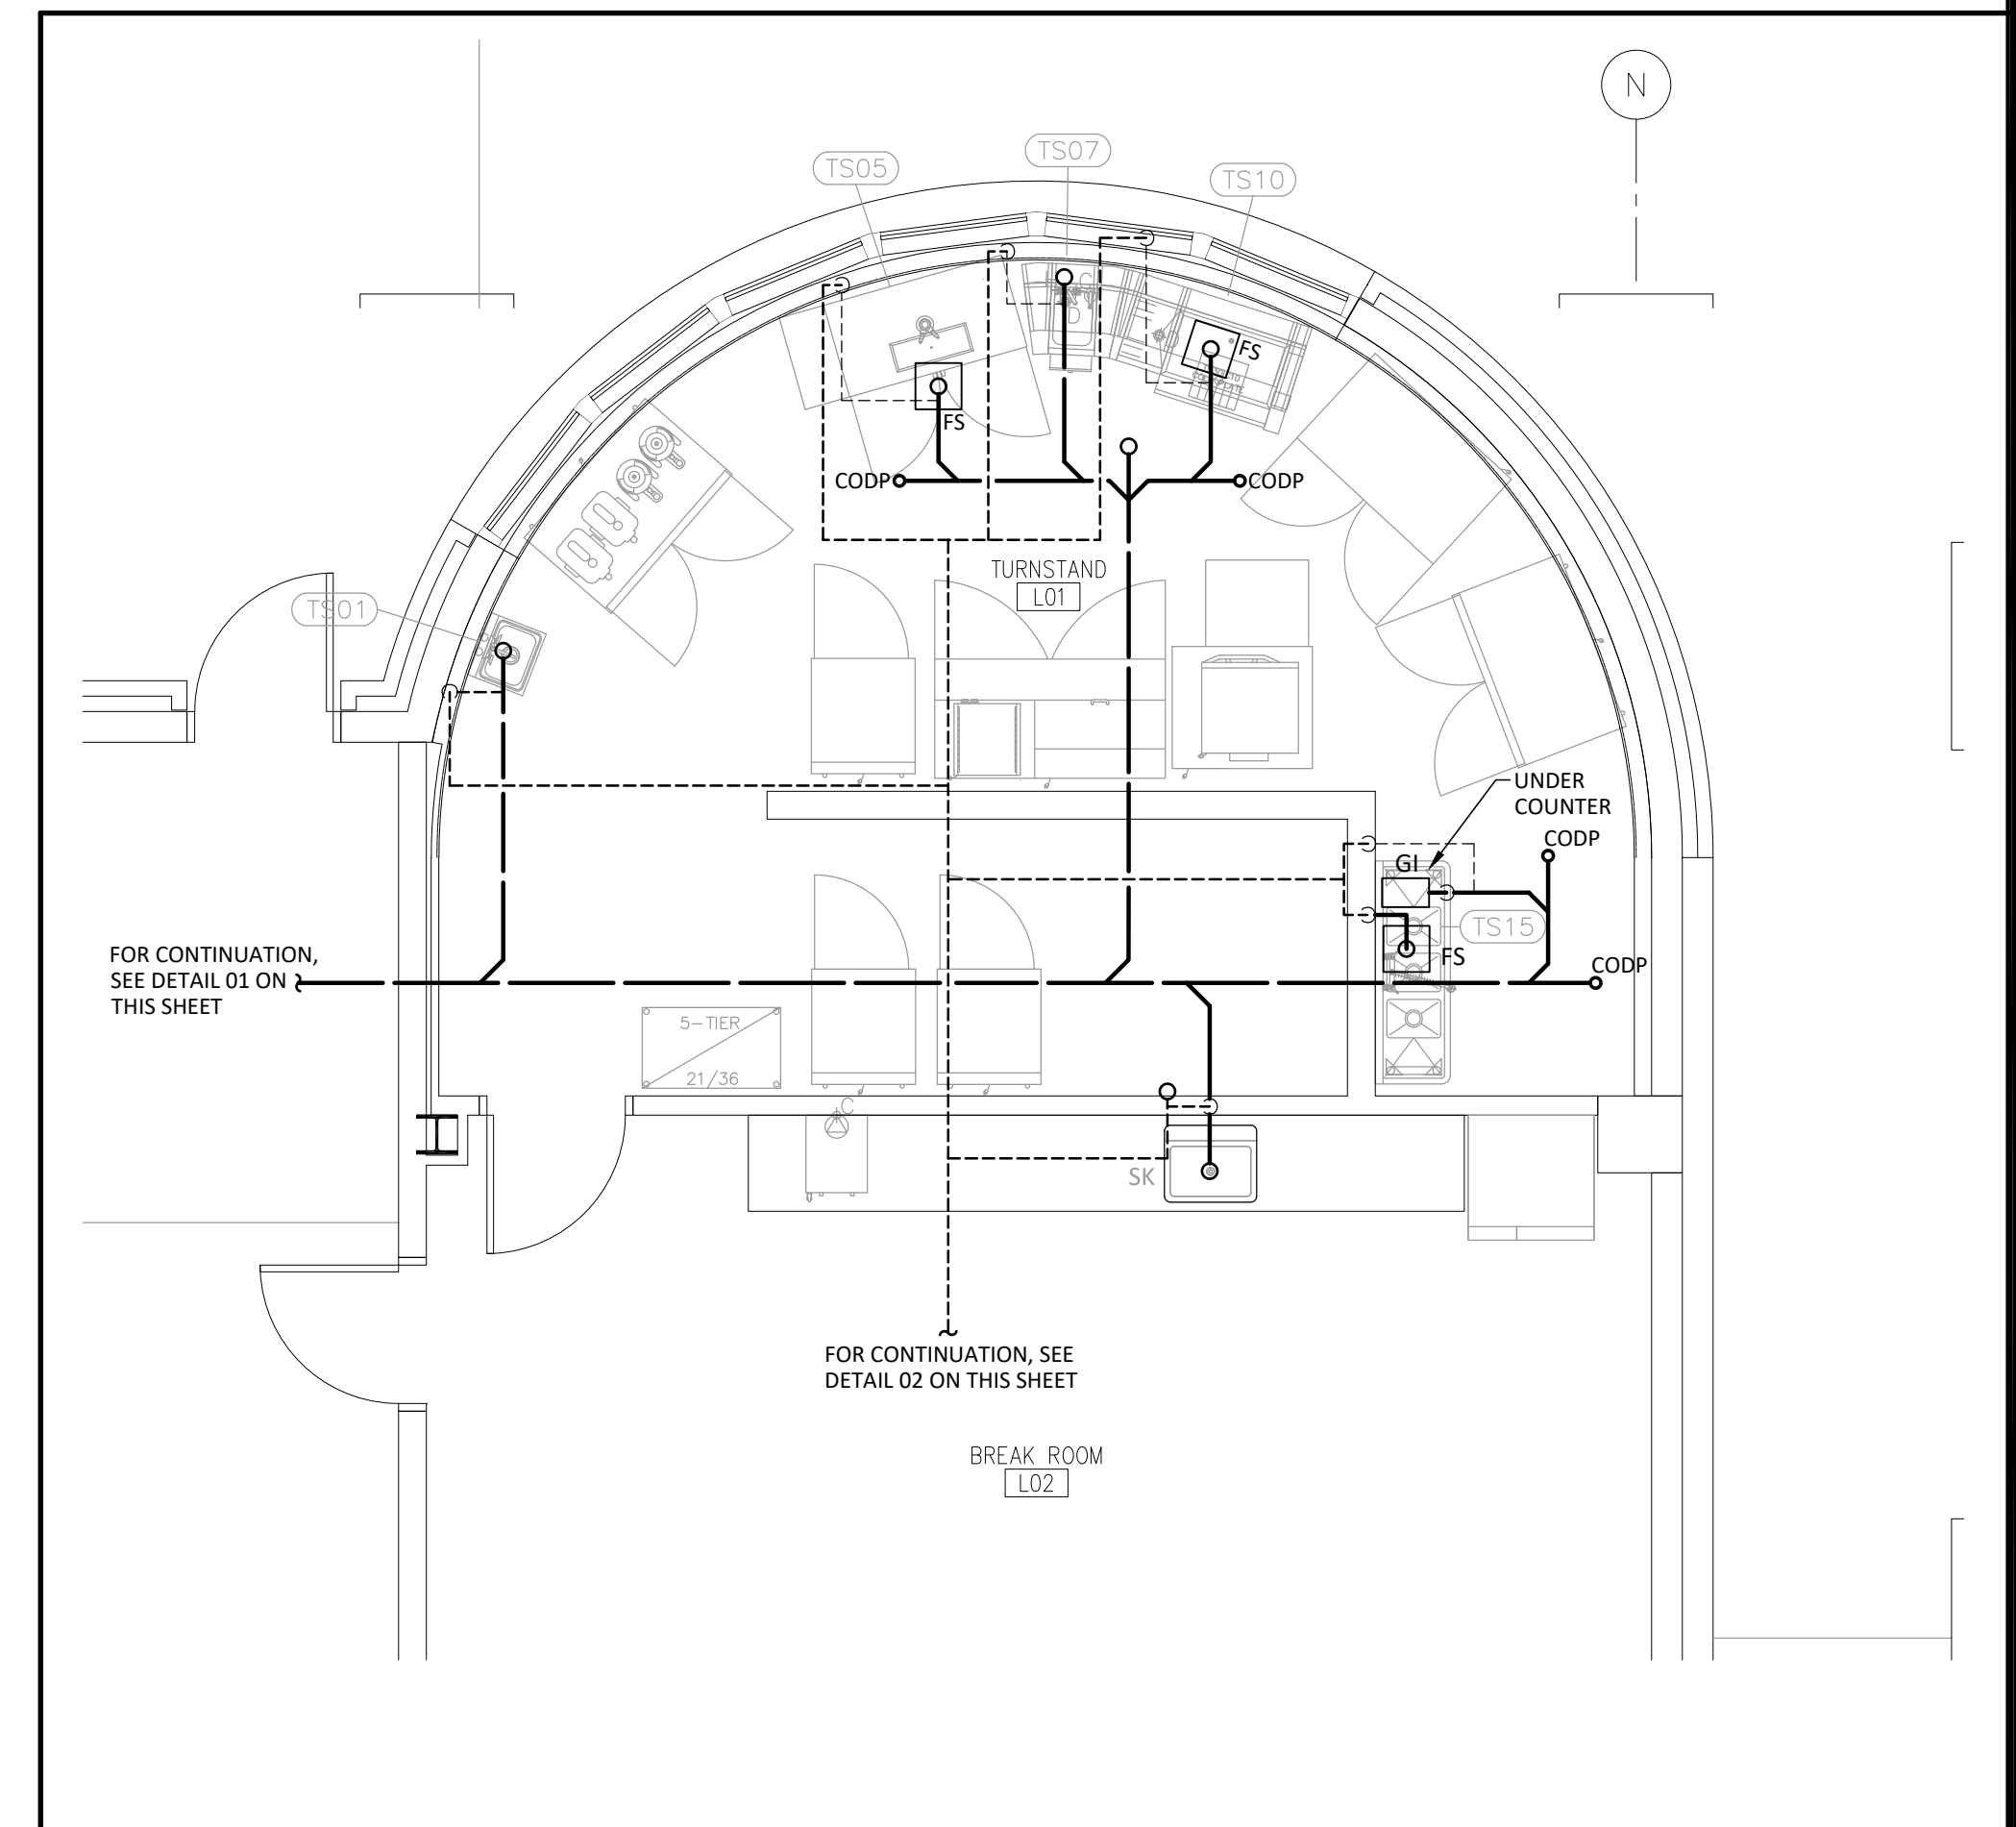 N
TS07
TS05
TS10
C
D
FS
D
FS
CODP
CODP
TURNSTAND
L01
TS01
UNDER
COUNTER
CODP
GI
TS15
FS
CODP
FOR CONTINUATION,
SEE DETAIL 01 ON
THIS SHEET
5-TIER
21/36
C
SK
FOR CONTINUATION, SEE
DETAIL 02 ON THIS SHEET
BREAK ROOM
L02